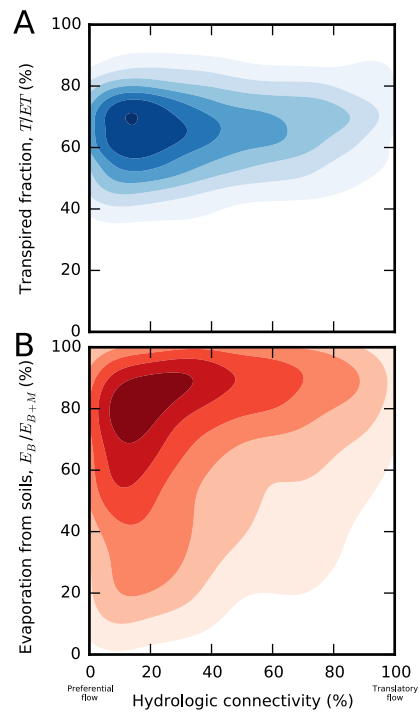 A
100
80
60
40
20
0
Transpired fraction, T/ET (%)
B
100
80
60
40
20
0
Evaporation from soils, E_B/E_{B+M} (%)
0 20 40 60 80 100
Preferential flow
Hydrologic connectivity (%)
Translatory flow